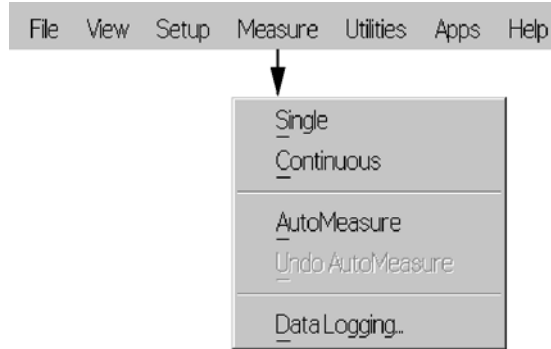 File View Setup Measure Utilities Apps Help
Single
Continuous
AutoMeasure
Undo AutoMeasure
Data Logging...